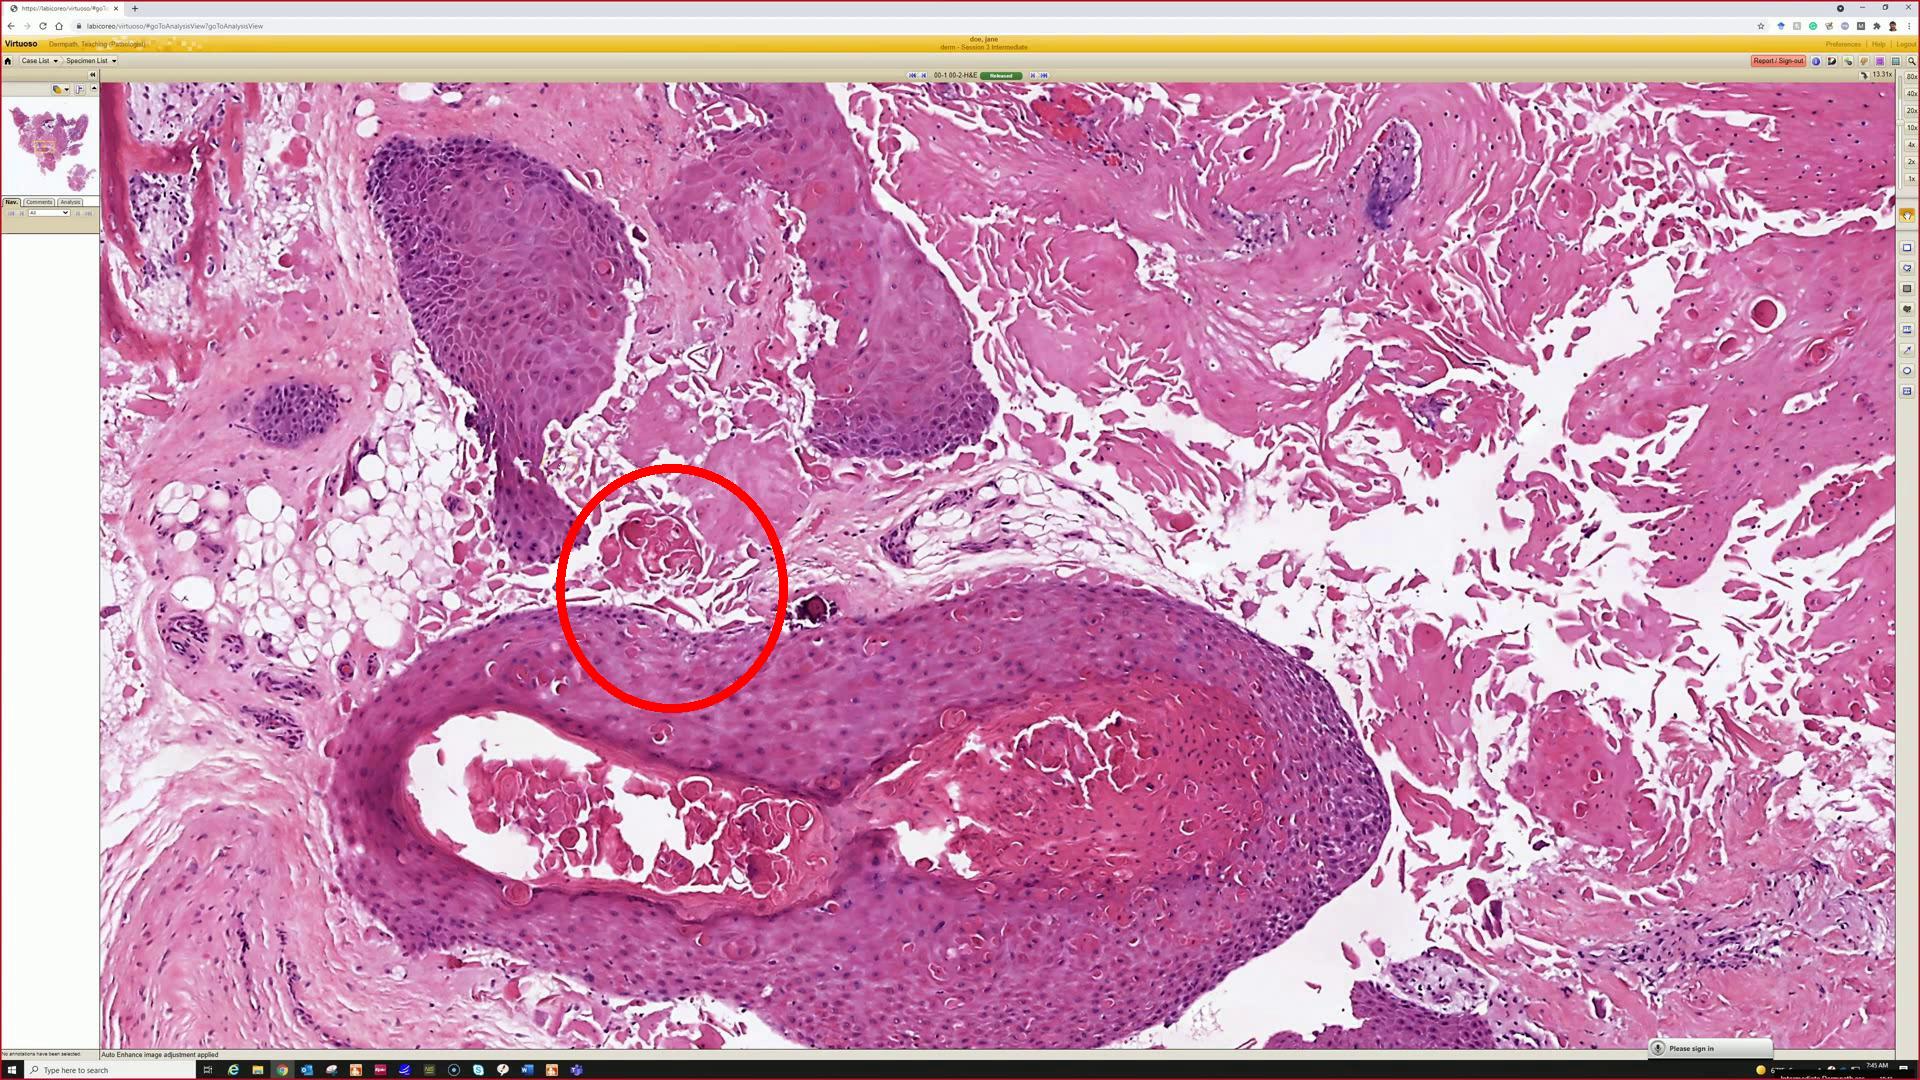 https://labicoreo/virtuoso/#goTo
labicoreo/virtuoso/#goToAnalysisView?goToAnalysisView
Virtuoso
Dermpath, Teaching (Pathologist)
doe, jane
derm - Session 3 Intermediate
Preferences | Help | Logout
Case List
Specimen List
Report / Sign-out
00-1 00-2-H&E
Released
13.31x
80x
40x
20x
10x
4x
2x
1x
Nav.
Comments
Analysis
All
No annotations have been selected.
Auto Enhance image adjustment applied
Please sign in
Type here to search
7:45 AM